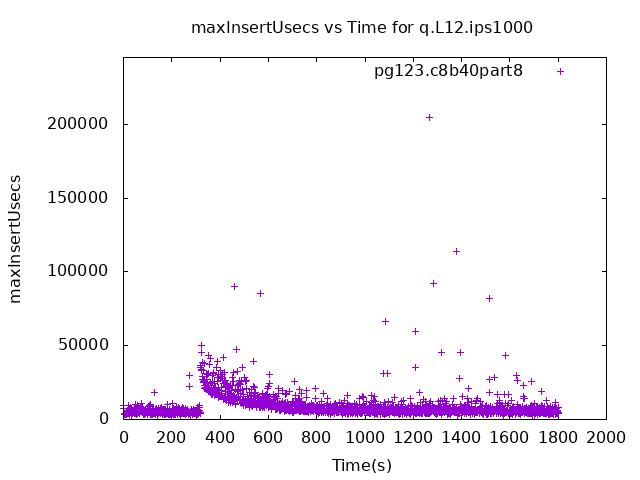 maxInsertUsecs vs Time for q.L12.ips1000
pg123.c8b40part8
200000
150000
100000
50000
0
maxInsertUsecs
0 200 400 600 800 1000 1200 1400 1600 1800 2000
Time(s)